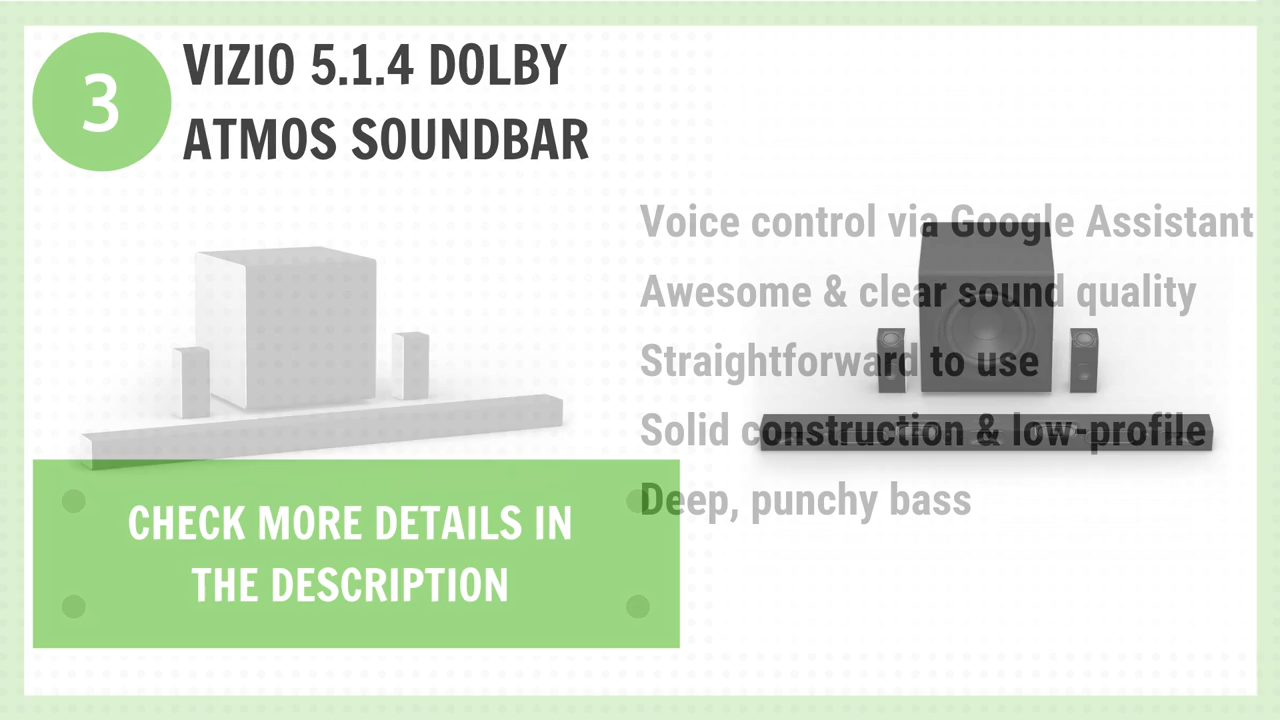 3
VIZIO 5.1.4 DOLBY
ATMOS SOUNDBAR
Voice control via Google Assistant
Awesome & clear sound quality
Straightforward to use
Solid construction & low-profile
Deep, punchy bass
CHECK MORE DETAILS IN
THE DESCRIPTION